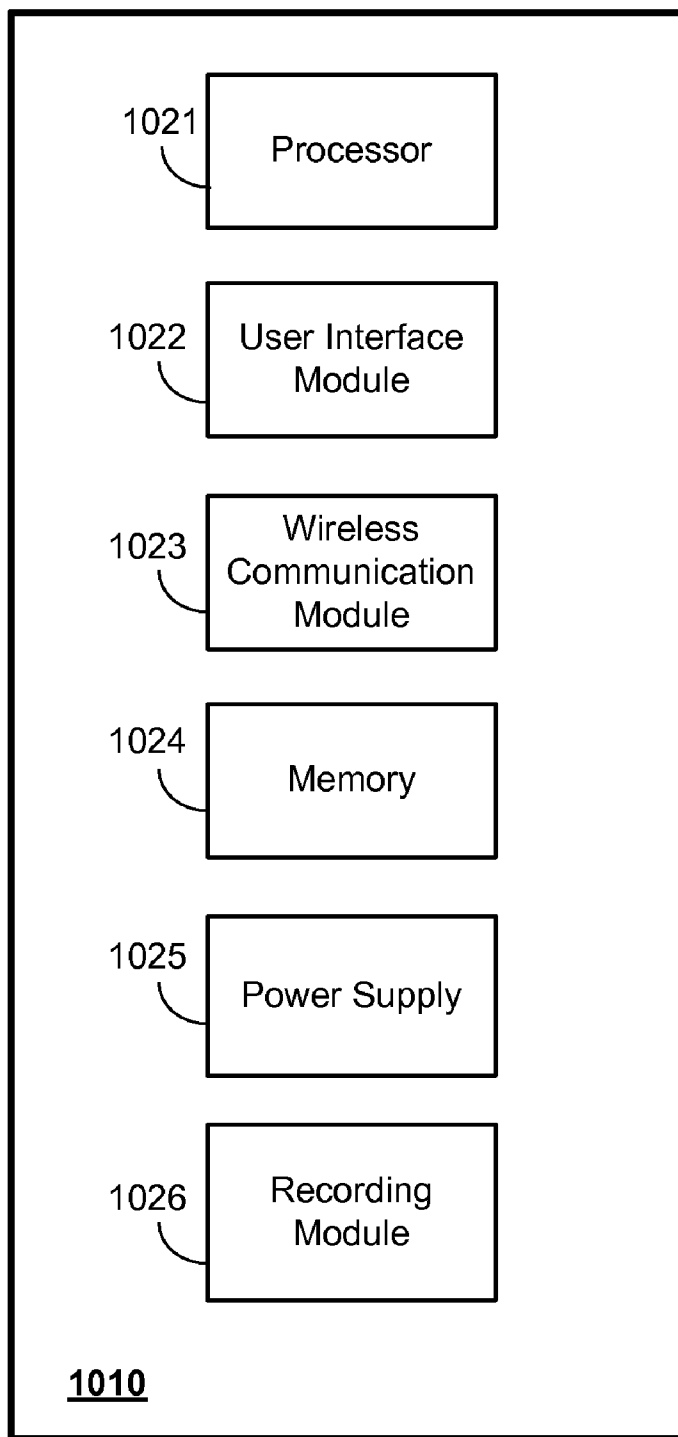 1021
Processor
1022
User Interface
Module
1023
Wireless
Communication
Module
1024
Memory
1025
Power Supply
1026
Recording
Module
1010